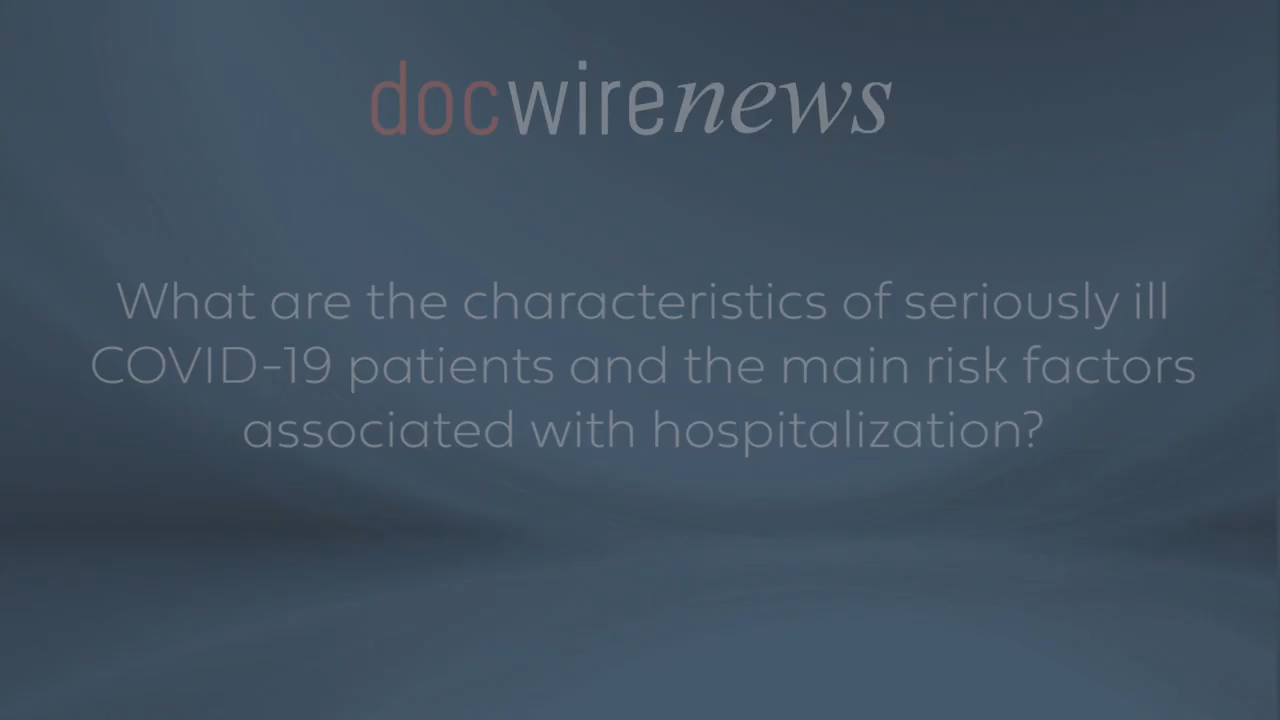 docwirenews
What are the characteristics of seriously ill
COVID-19 patients and the main risk factors
associated with hospitalization?